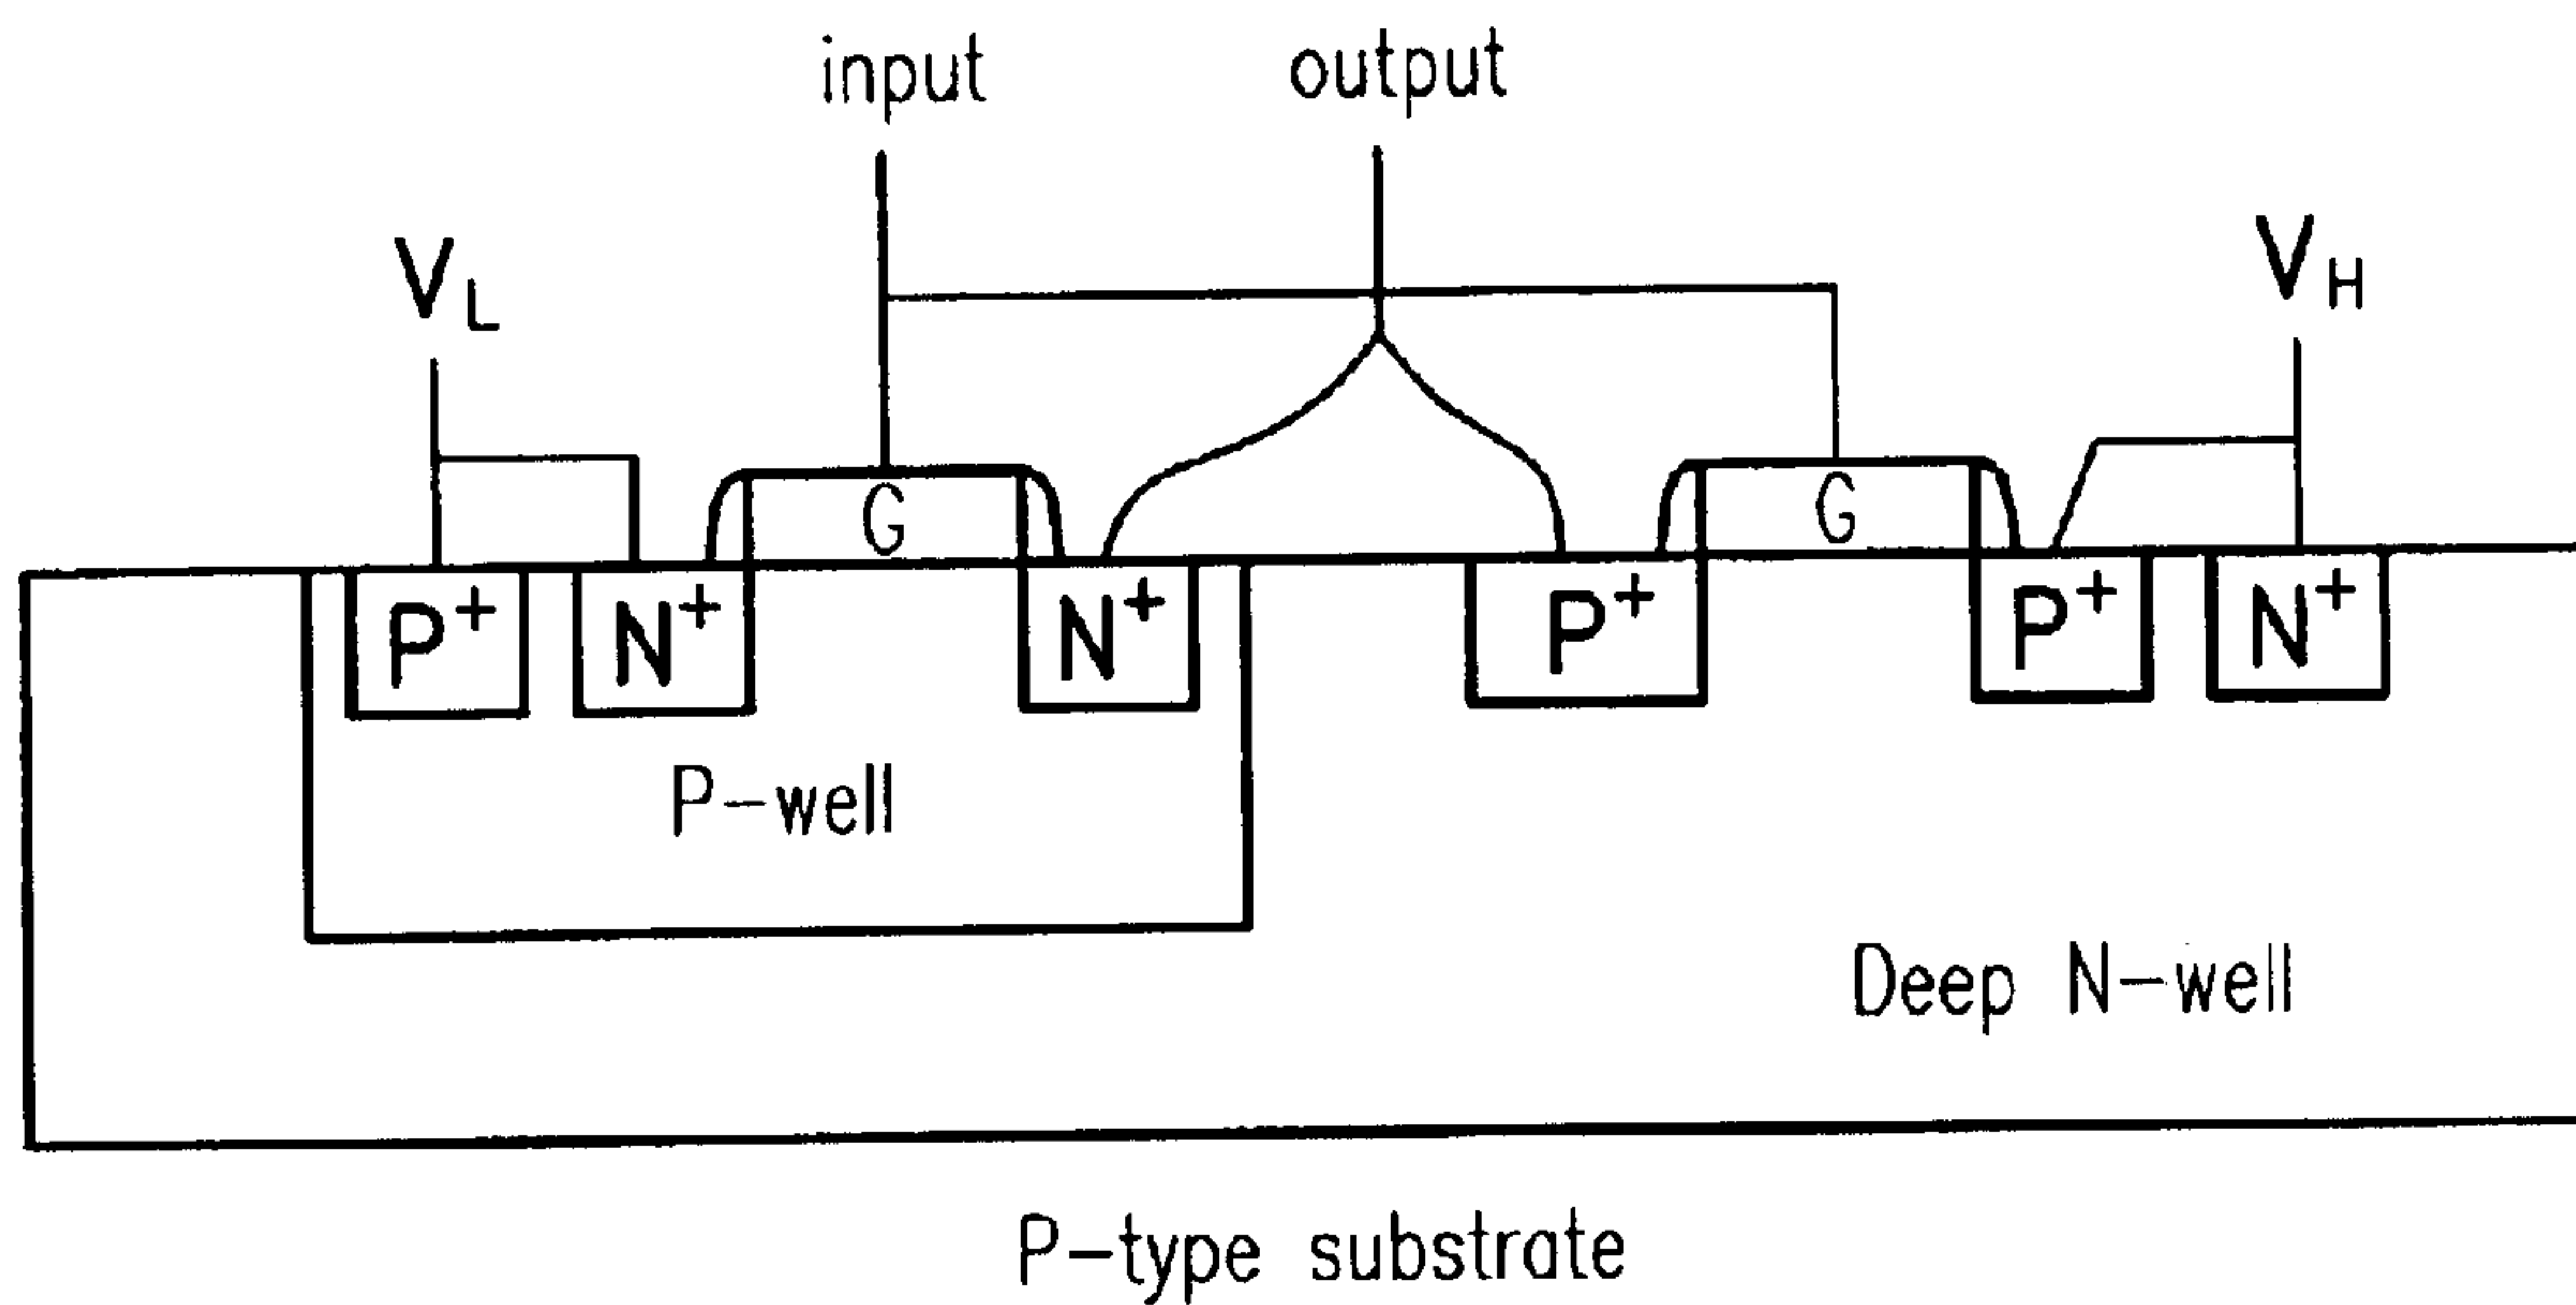 input
output
V_L
V_H
G
G
P+
N+
N+
P+
P+
N+
P-well
Deep N-well
P-type substrate